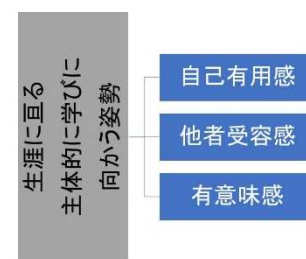 生涯に亘る
主体的に学びに
向かう姿勢
自己有用感
他者受容感
有意味感